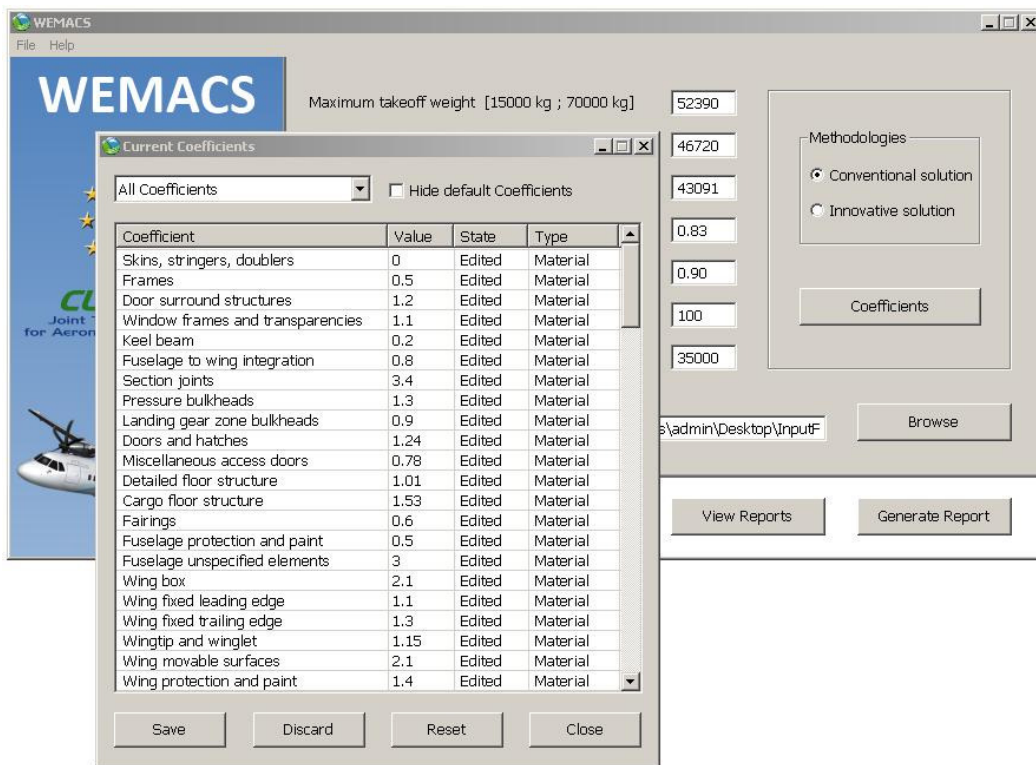 WEMACS
File Help
WEMACS
Maximum takeoff weight [15000 kg ; 70000 kg]
52390
46720
43091
0.83
0.90
100
35000
Methodologies
Conventional solution
Innovative solution
Coefficients
s\admin\Desktop\InputF
Browse
View Reports
Generate Report
Joint
for Aeron
Current Coefficients
All Coefficients
Hide default Coefficients
Coefficient Value State Type
Skins, stringers, doublers 0 Edited Material
Frames 0.5 Edited Material
Door surround structures 1.2 Edited Material
Window frames and transparencies 1.1 Edited Material
Keel beam 0.2 Edited Material
Fuselage to wing integration 0.8 Edited Material
Section joints 3.4 Edited Material
Pressure bulkheads 1.3 Edited Material
Landing gear zone bulkheads 0.9 Edited Material
Doors and hatches 1.24 Edited Material
Miscellaneous access doors 0.78 Edited Material
Detailed floor structure 1.01 Edited Material
Cargo floor structure 1.53 Edited Material
Fairings 0.6 Edited Material
Fuselage protection and paint 0.5 Edited Material
Fuselage unspecified elements 3 Edited Material
Wing box 2.1 Edited Material
Wing fixed leading edge 1.1 Edited Material
Wing fixed trailing edge 1.3 Edited Material
Wingtip and winglet 1.15 Edited Material
Wing movable surfaces 2.1 Edited Material
Wing protection and paint 1.4 Edited Material
Save Discard Reset Close